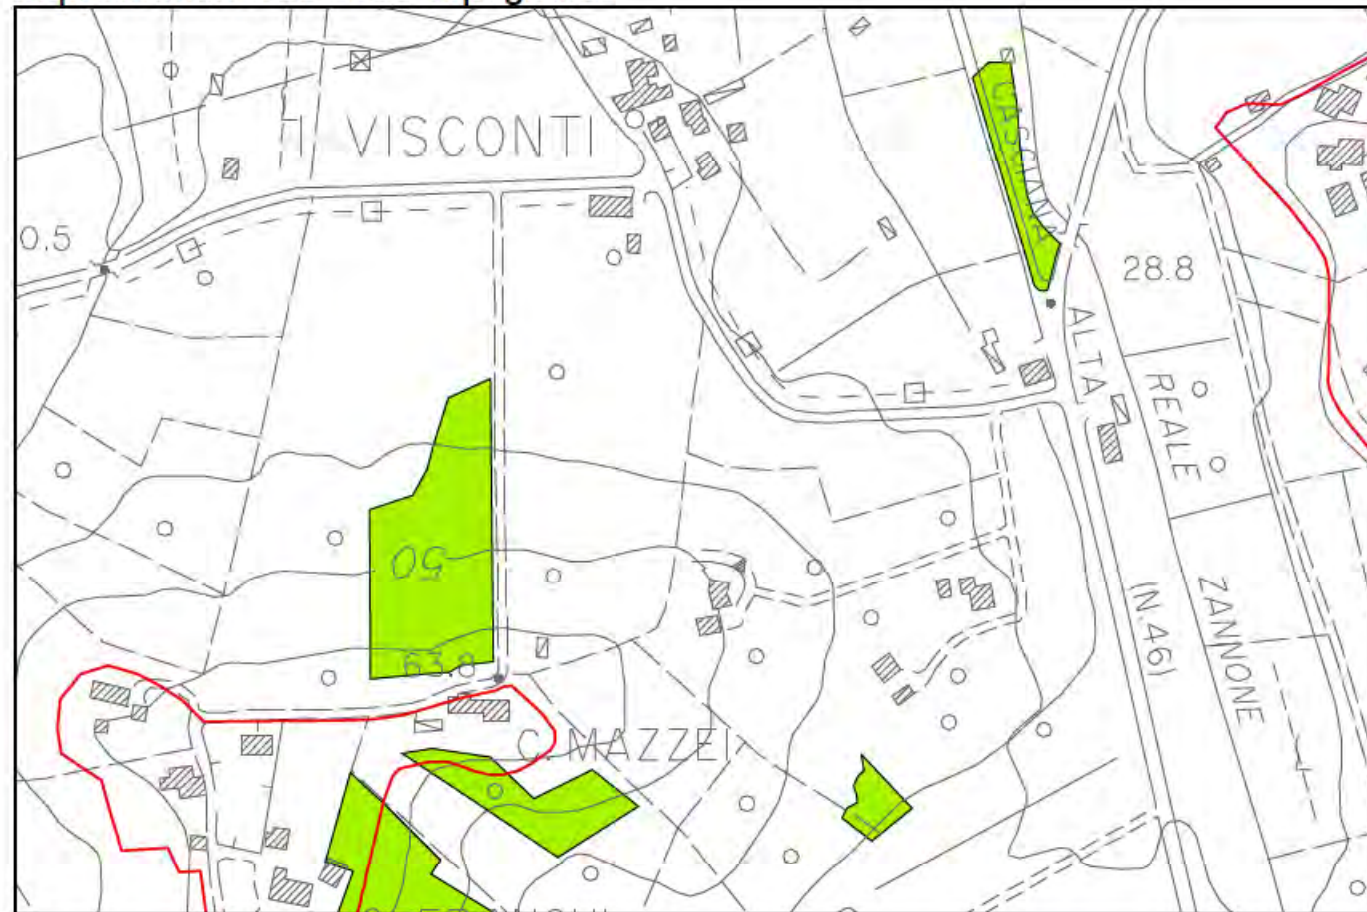 I VISCONTI
CASCINA
0.5
28.8
ALTA
REALE
50
ZANNONE
(N.46)
63.8
C. MAZZEI